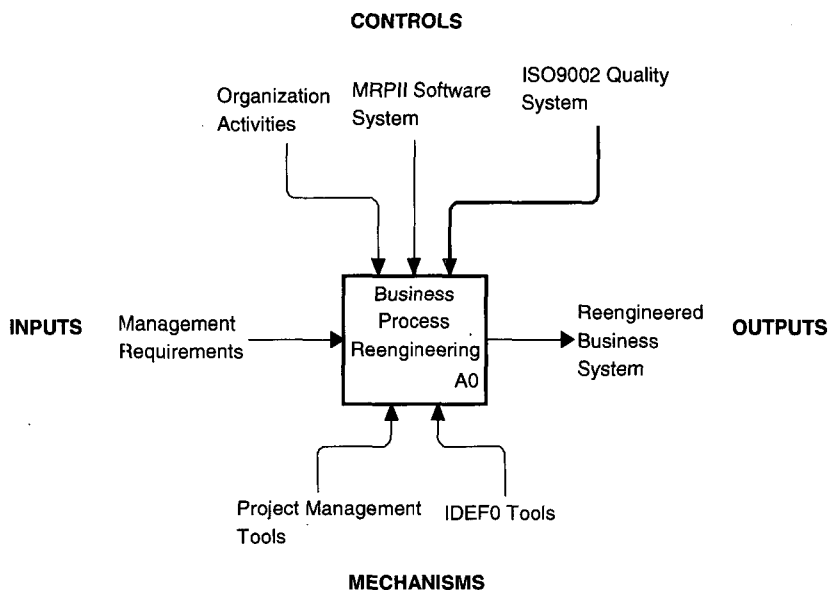 CONTROLS
Organization
Activities
MRPII Software
System
ISO9002 Quality
System
INPUTS
Management
Requirements
Business
Process
Reengineering
A0
Reengineered
Business
System
OUTPUTS
Project Management
Tools
IDEF0 Tools
MECHANISMS